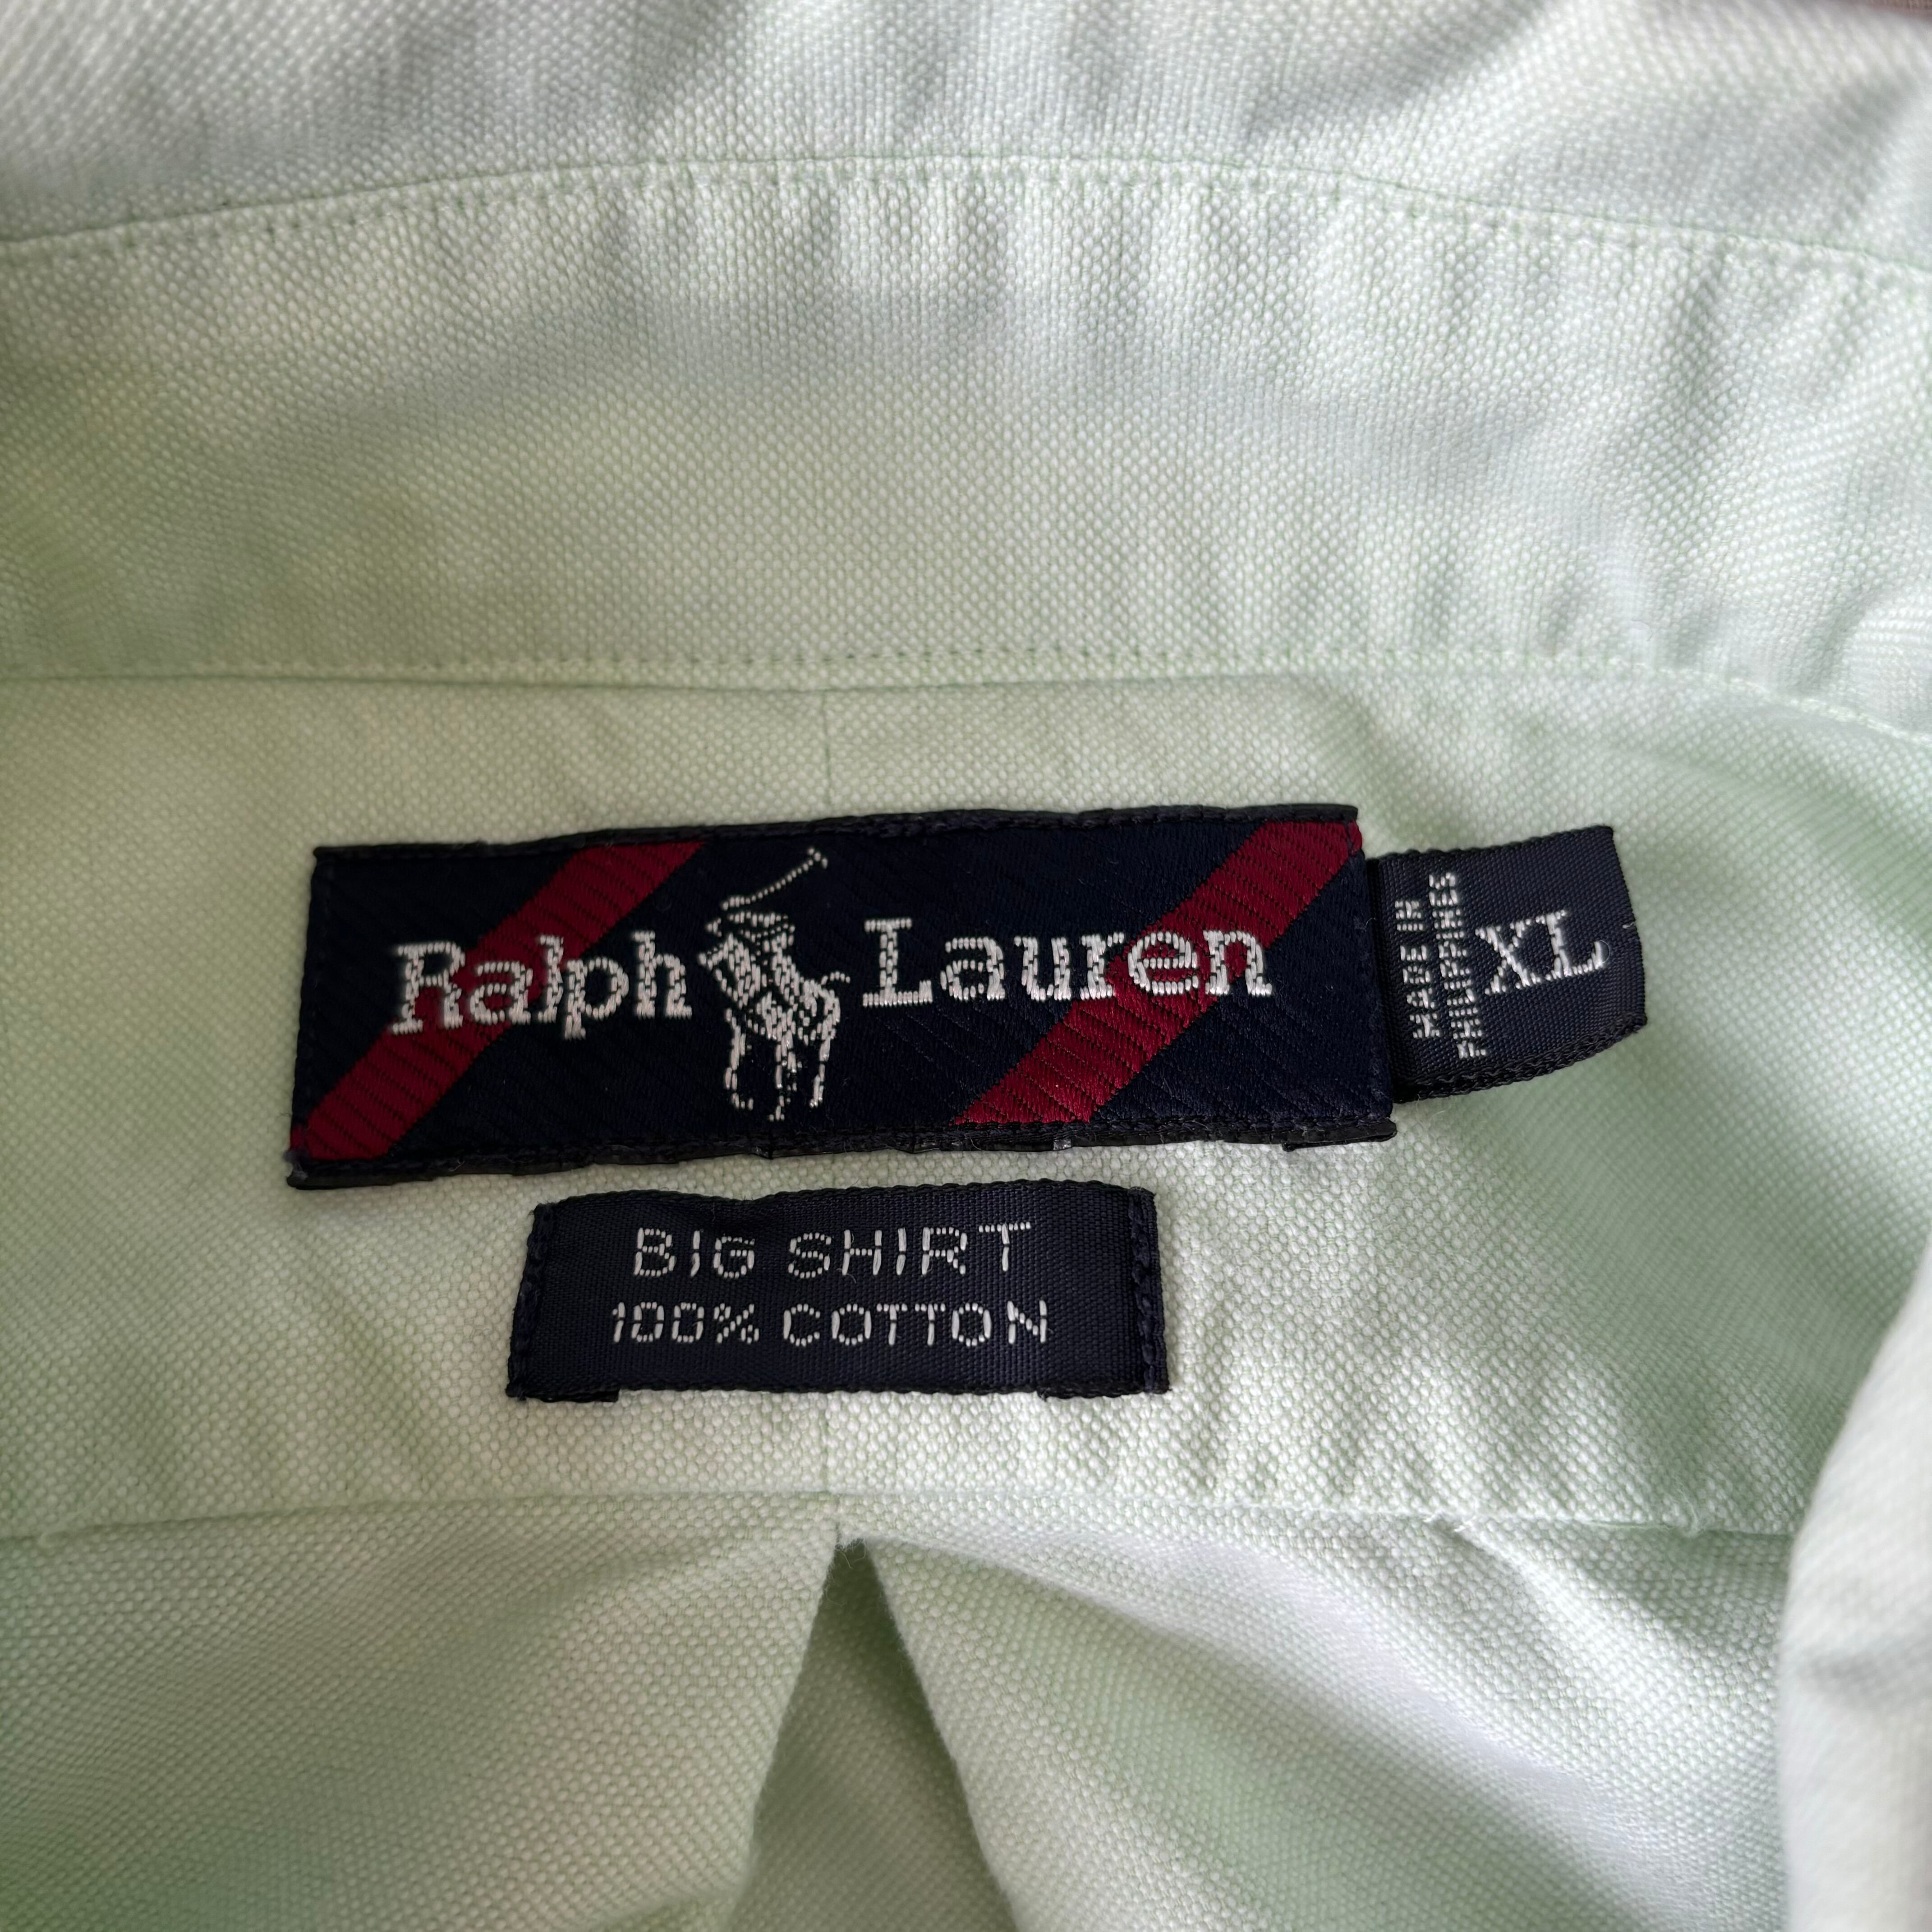 Ralph Lauren
MADE IN
PHILIPPINES
XL
BIG SHIRT
100% COTTON